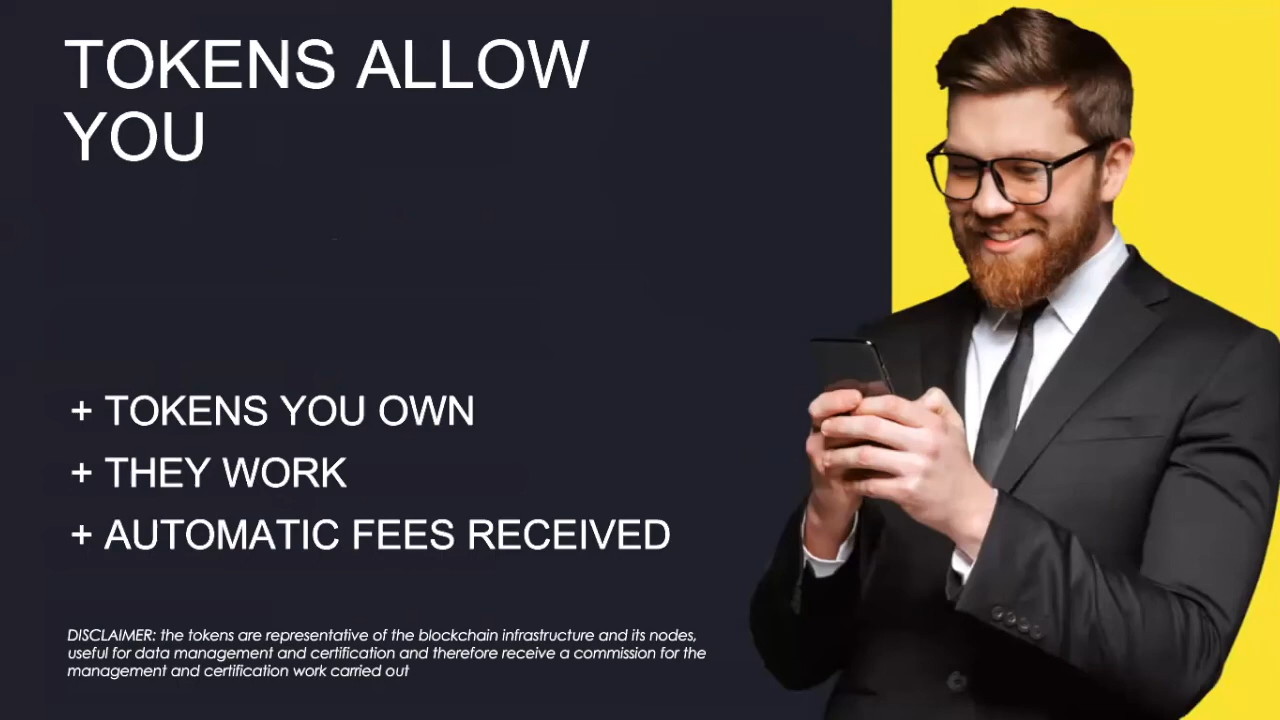 TOKENS ALLOW
YOU
+ TOKENS YOU OWN
+ THEY WORK
+ AUTOMATIC FEES RECEIVED
DISCLAIMER: the tokens are representative of the blockchain infrastructure and its nodes,
useful for data management and certification and therefore receive a commission for the
management and certification work carried out